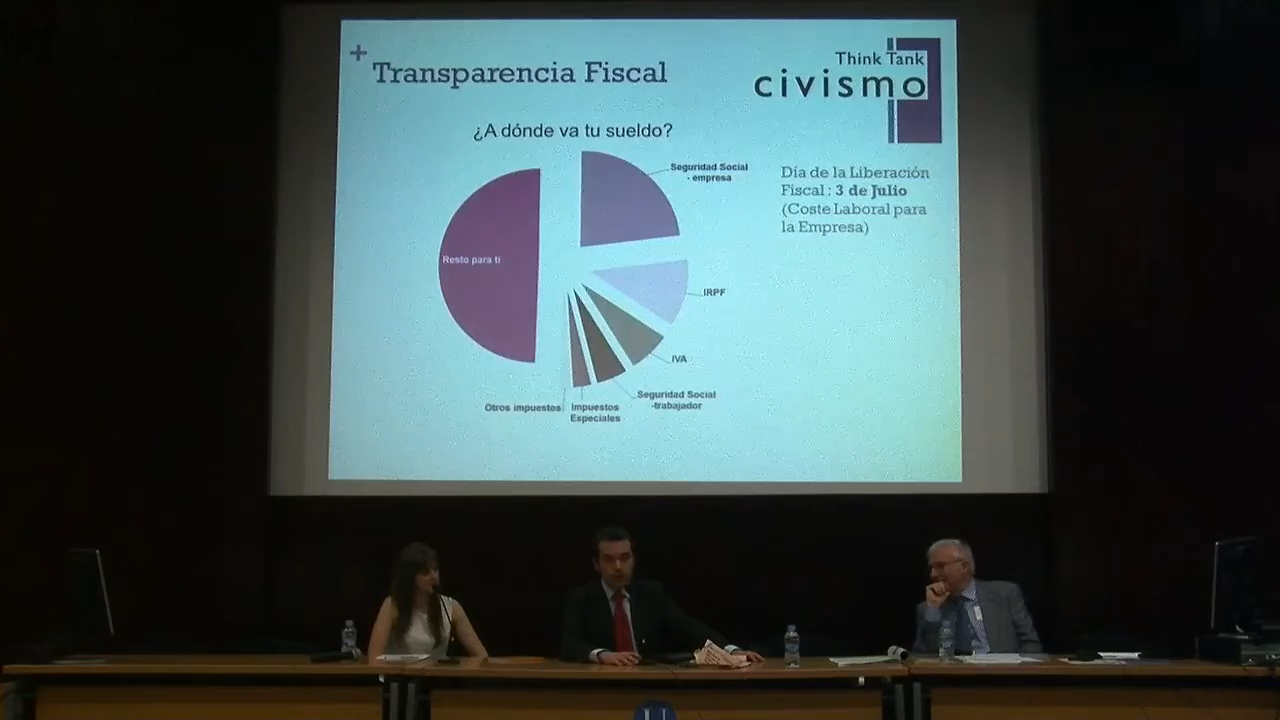 +
Transparencia Fiscal
Think Tank
civismo
¿A dónde va tu sueldo?
Seguridad Social
- empresa
Día de la Liberación
Fiscal : 3 de Julio
(Coste Laboral para
la Empresa)
Resto para ti
IRPF
IVA
Seguridad Social
-trabajador
Otros impuestos
Impuestos
Especiales